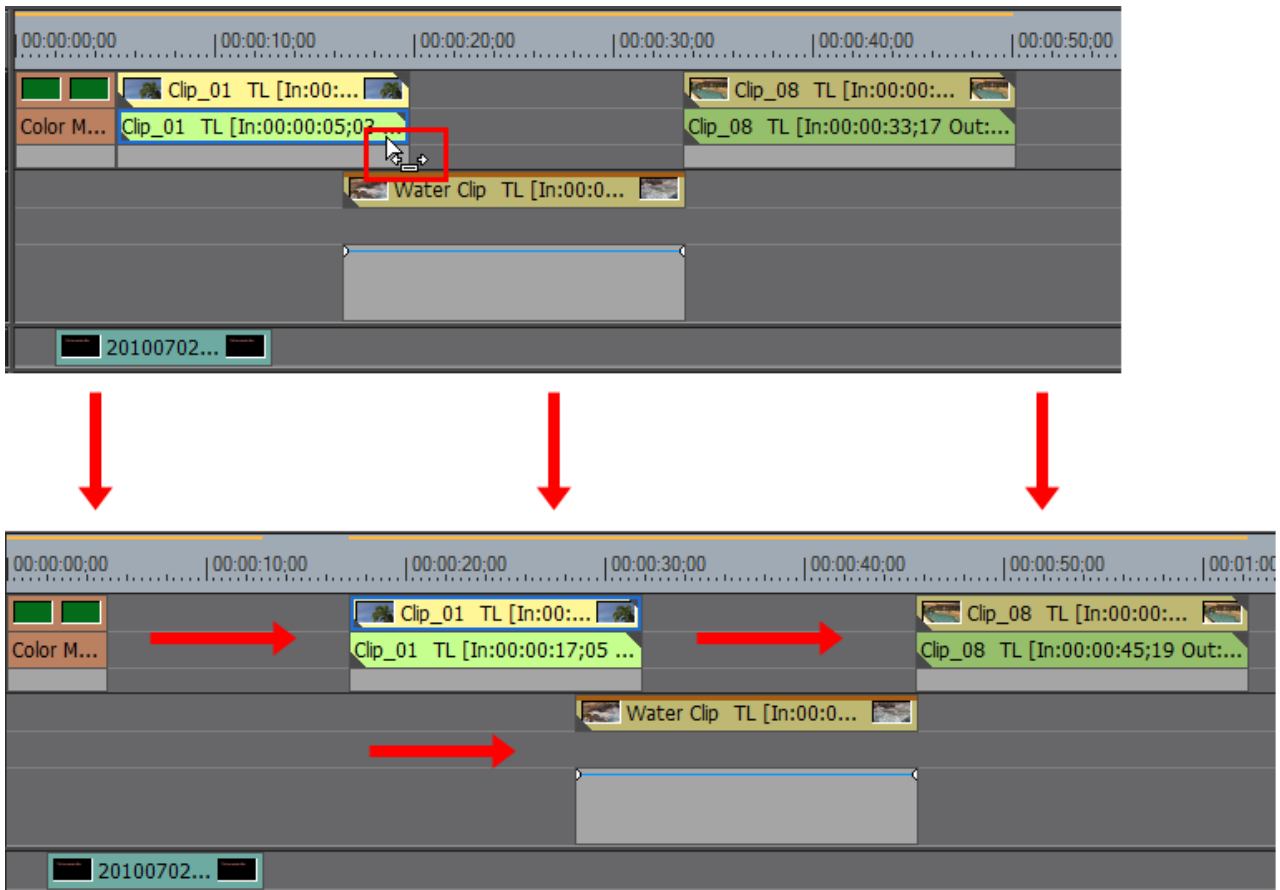 00:00:00;00 00:00:10;00 00:00:20;00 00:00:30;00 00:00:40;00 00:00:50;00
Clip_01 TL [In:00:... Clip_08 TL [In:00:00:...
Color M... Clip_01 TL [In:00:00:05;03 ... Clip_08 TL [In:00:00:33;17 Out:...
Water Clip TL [In:00:0...
20100702...
00:00:00;00 00:00:10;00 00:00:20;00 00:00:30;00 00:00:40;00 00:00:50;00 00:01:00
Clip_01 TL [In:00:... Clip_08 TL [In:00:00:...
Color M... Clip_01 TL [In:00:00:17;05 ... Clip_08 TL [In:00:00:45;19 Out:...
Water Clip TL [In:00:0...
20100702...